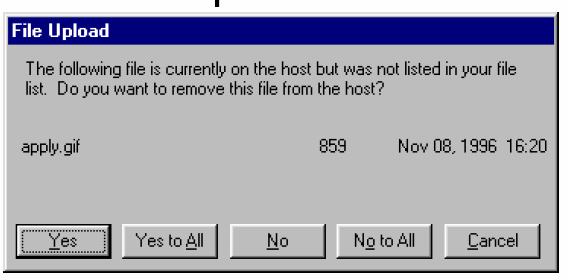 File Upload
The following file is currently on the host but was not listed in your file
list. Do you want to remove this file from the host?
apply.gif 859 Nov 08, 1996 16:20
Yes Yes to All No No to All Cancel